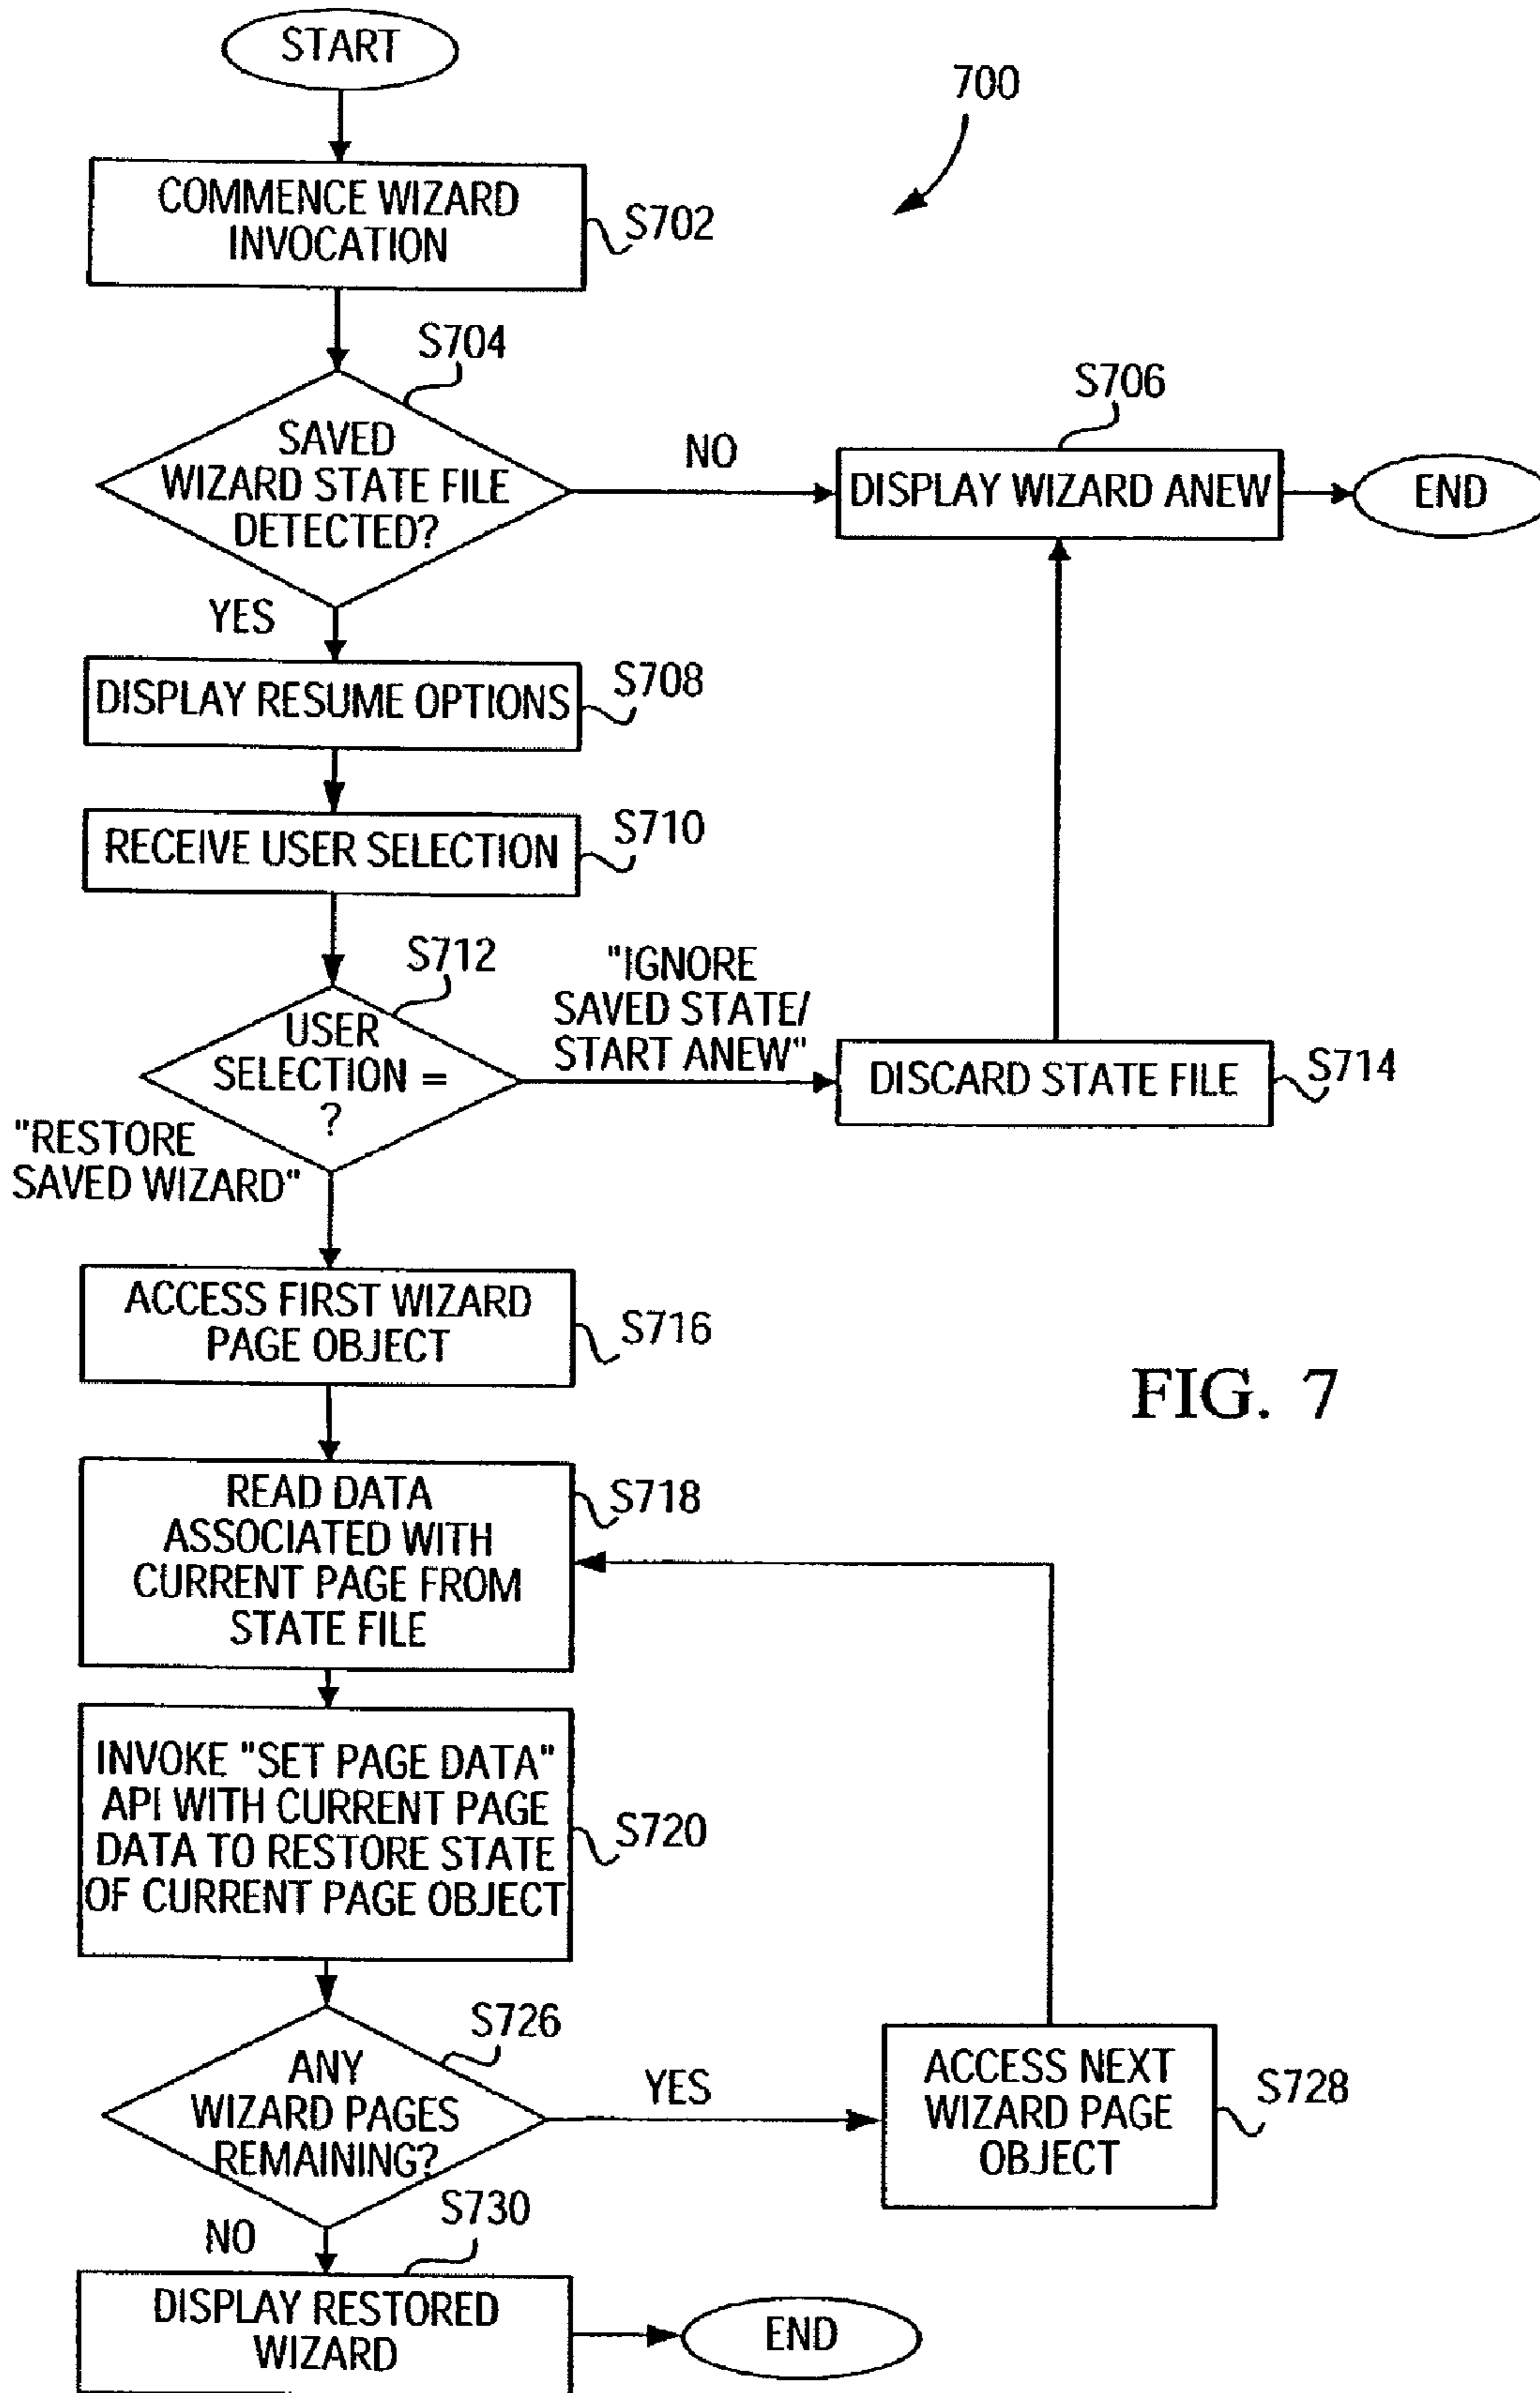 START
700
COMMENCE WIZARD
INVOCATION
S702
S704
SAVED
WIZARD STATE FILE
DETECTED?
NO
S706
DISPLAY WIZARD ANEW
END
YES
DISPLAY RESUME OPTIONS
S708
RECEIVE USER SELECTION
S710
S712
USER
SELECTION =
?
"IGNORE
SAVED STATE/
START ANEW"
DISCARD STATE FILE
S714
"RESTORE
SAVED WIZARD"
ACCESS FIRST WIZARD
PAGE OBJECT
S716
FIG. 7
READ DATA
ASSOCIATED WITH
CURRENT PAGE FROM
STATE FILE
S718
INVOKE "SET PAGE DATA"
API WITH CURRENT PAGE
DATA TO RESTORE STATE
OF CURRENT PAGE OBJECT
S720
S726
ANY
WIZARD PAGES
REMAINING?
YES
ACCESS NEXT
WIZARD PAGE
OBJECT
S728
NO
S730
DISPLAY RESTORED
WIZARD
END